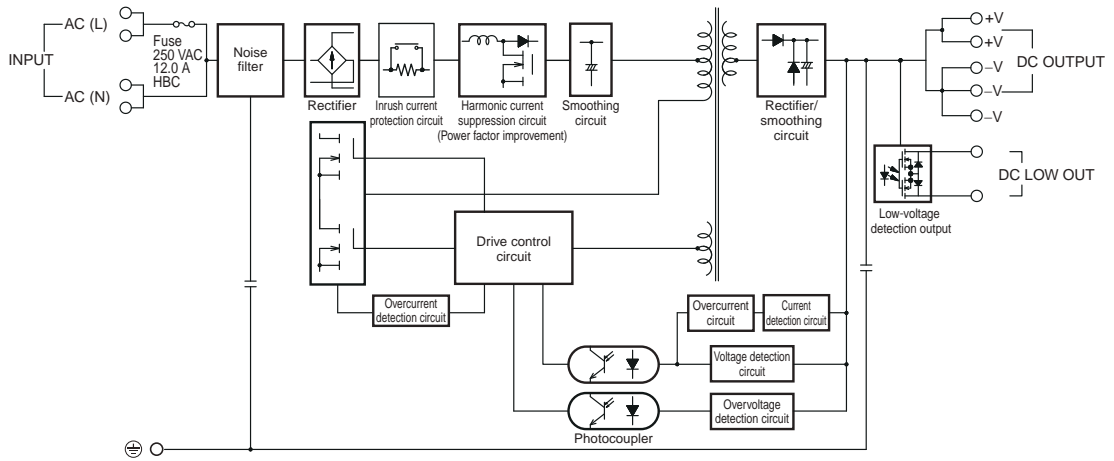 INPUT
AC (L)
AC (N)
Fuse
250 VAC
12.0 A
HBC
Noise
filter
Rectifier
Inrush current
protection circuit
Harmonic current
suppression circuit
(Power factor improvement)
Smoothing
circuit
Rectifier/
smoothing
circuit
+V
+V
−V
−V
−V
DC OUTPUT
DC LOW OUT
Low-voltage
detection output
Drive control
circuit
Overcurrent
detection circuit
Overcurrent
circuit
Current
detection circuit
Voltage detection
circuit
Overvoltage
detection circuit
Photocoupler